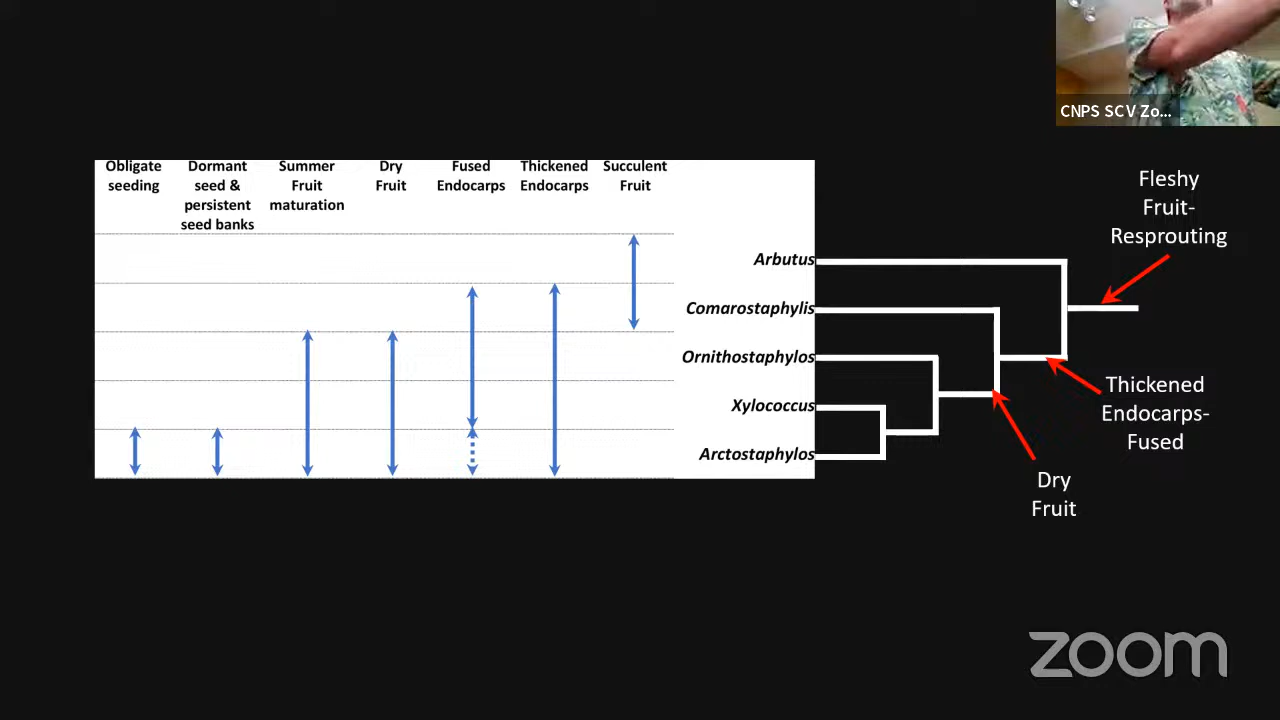 CNPS SCV Zo...
Obligate
seeding
Dormant
seed &
persistent
seed banks
Summer
Fruit
maturation
Dry
Fruit
Fused
Endocarps
Thickened
Endocarps
Succulent
Fruit
Arbutus
Comarostaphylis
Ornithostaphylos
Xylococcus
Arctostaphylos
Fleshy
Fruit-
Resprouting
Thickened
Endocarps-
Fused
Dry
Fruit
zoom